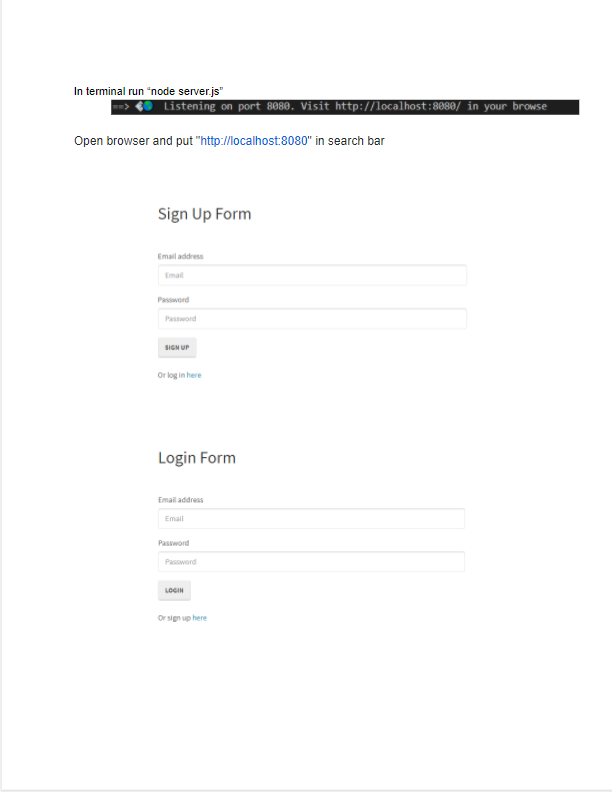 In terminal run “node server.js”
==> Listening on port 8080. Visit http://localhost:8080/ in your browse
Open browser and put "http://localhost:8080" in search bar
Sign Up Form
Email address
Email
Password
Password
SIGN UP
Or log in here
Login Form
Email address
Email
Password
Password
LOGIN
Or sign up here